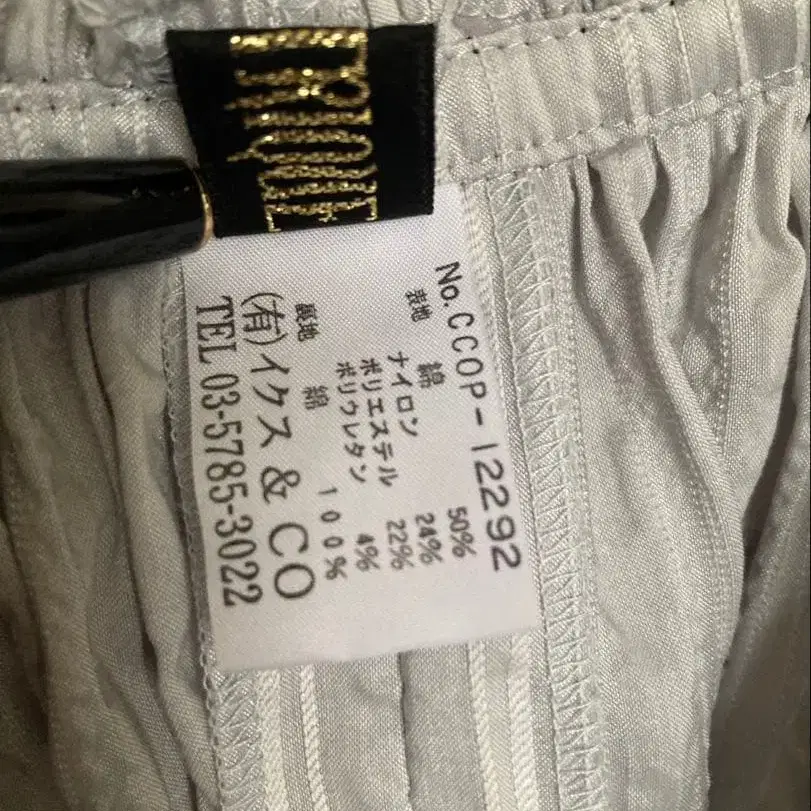 TRIQUE
No.CCOP-12292
表地 綿 50%
ナイロン 24%
ポリエステル 22%
ポリウレタン 4%
裏地 綿 100%
(有)イクス & CO
TEL 03-5785-3022